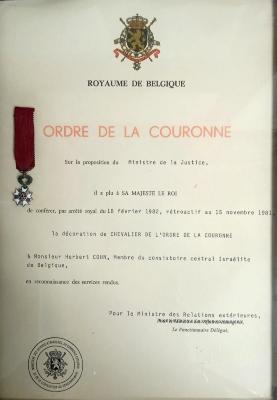 ROYAUME DE BELGIQUE
ORDRE DE LA COURONNE
Sur la proposition du Ministre de la Justice,
il a plu à SA MAJESTE LE ROI
de conférer, par arrêté royal du 18 février 1982, rétroactif au 15 novembre 1981,
la décoration de CHEVALIER DE L'ORDRE DE LA COURONNE
à Monsieur Herbert COHN, Membre du consistoire central Israélite
de Belgique,
en reconnaissance des services rendus.
Pour le Ministre des Relations extérieures,
Le Fonctionnaire Délégué,